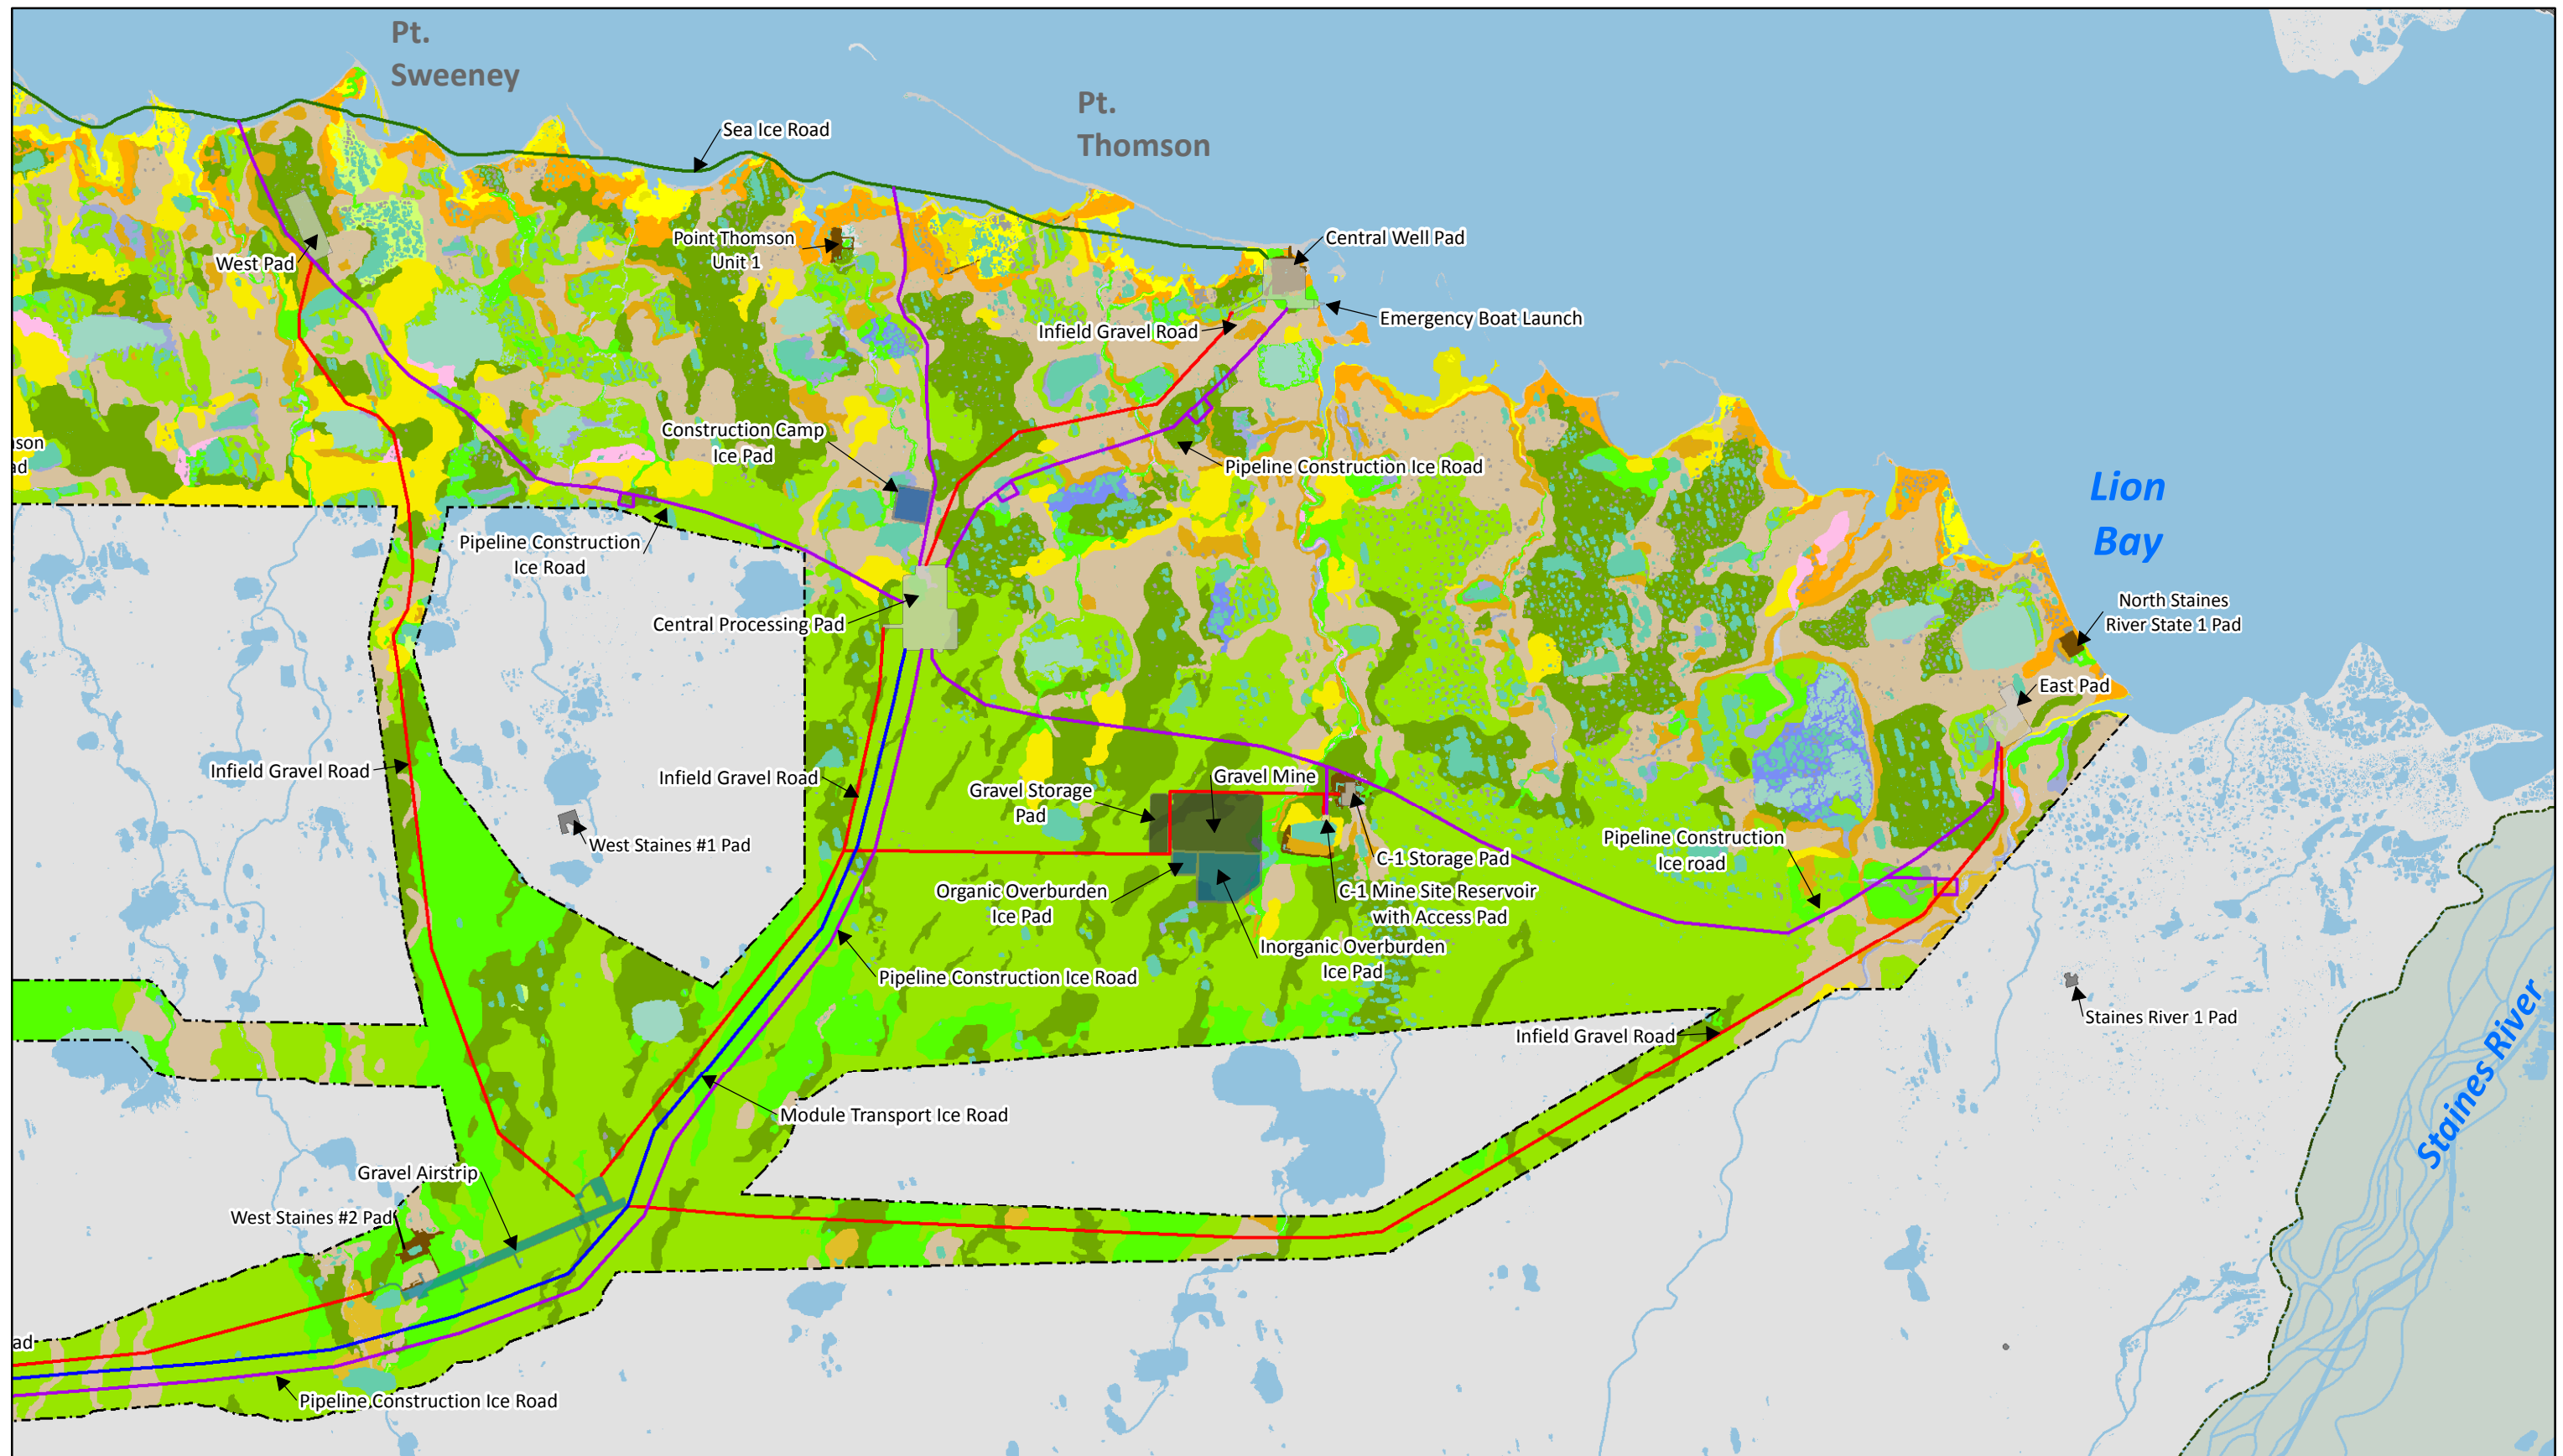 Pt.
Sweeney
Pt.
Thomson
Sea Ice Road
Point Thomson
Unit 1
Central Well Pad
West Pad
Emergency Boat Launch
Infield Gravel Road
Construction Camp
Ice Pad
son
ad
Pipeline Construction Ice Road
Lion
Bay
Pipeline Construction
Ice Road
North Staines
River State 1 Pad
Central Processing Pad
East Pad
Infield Gravel Road
Infield Gravel Road
Gravel Mine
Gravel Storage
Pad
West Staines #1 Pad
Pipeline Construction
Ice road
C-1 Storage Pad
Organic Overburden
Ice Pad
C-1 Mine Site Reservoir
with Access Pad
Inorganic Overburden
Ice Pad
Pipeline Construction Ice Road
Staines River 1 Pad
Infield Gravel Road
Staines River
Module Transport Ice Road
Gravel Airstrip
West Staines #2 Pad
ad
Pipeline Construction Ice Road